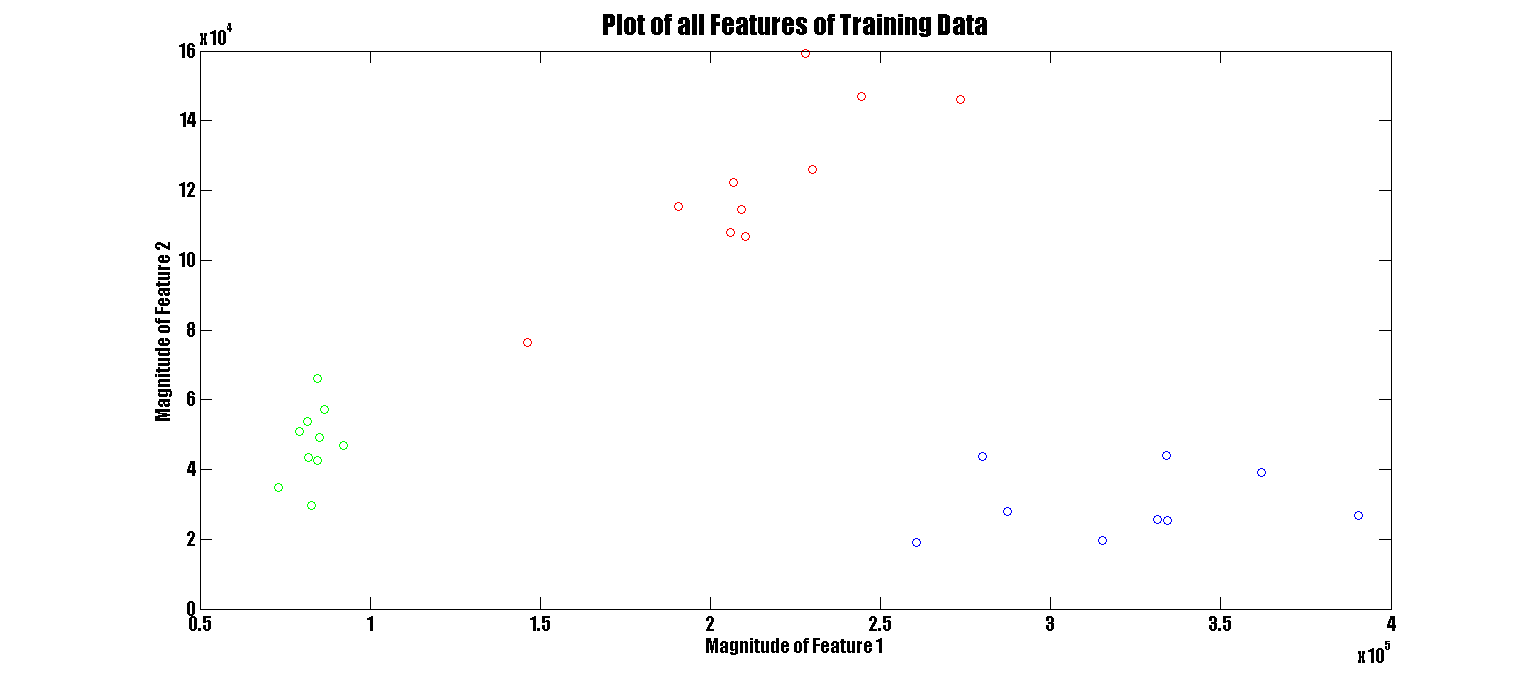 Plot of all Features of Training Data
x 10^4
16
14
12
10
8
6
4
2
0
Magnitude of Feature 2
0.5 1 1.5 2 2.5 3 3.5 4
Magnitude of Feature 1
x 10^5